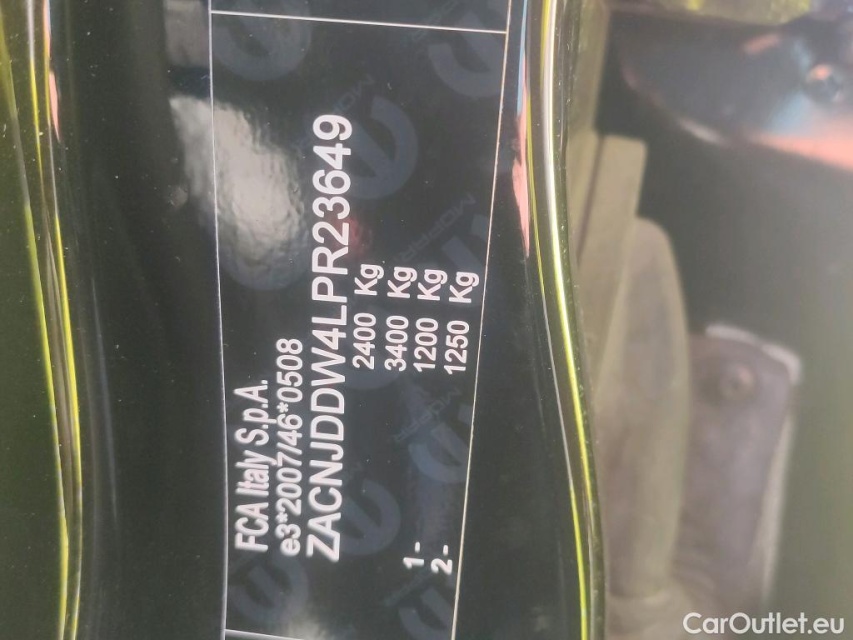 FCA Italy S.p.A.
e3*2007/46*0508
ZACNJDDW4LPR23649
2400 Kg
3400 Kg
1- 1200 Kg
2- 1250 Kg
CarOutlet.eu